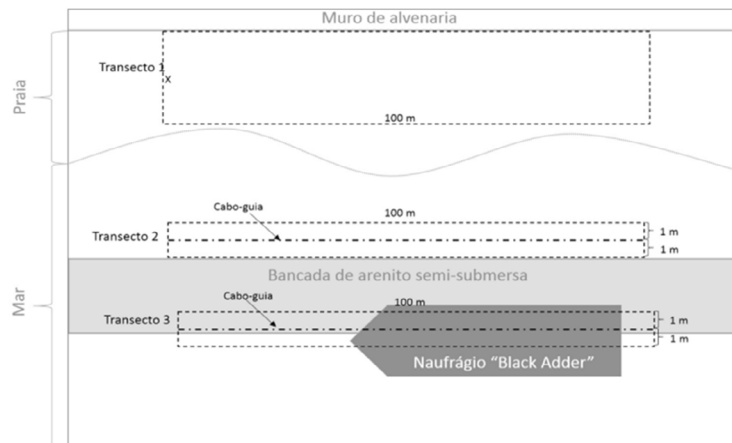 Muro de alvenaria
Transecto 1
x
Praia
100 m
Cabo-guia
100 m
Transecto 2
1 m
1 m
Bancada de arenito semi-submersa
Cabo-guia
100 m
Mar
Transecto 3
1 m
1 m
Naufrágio “Black Adder”